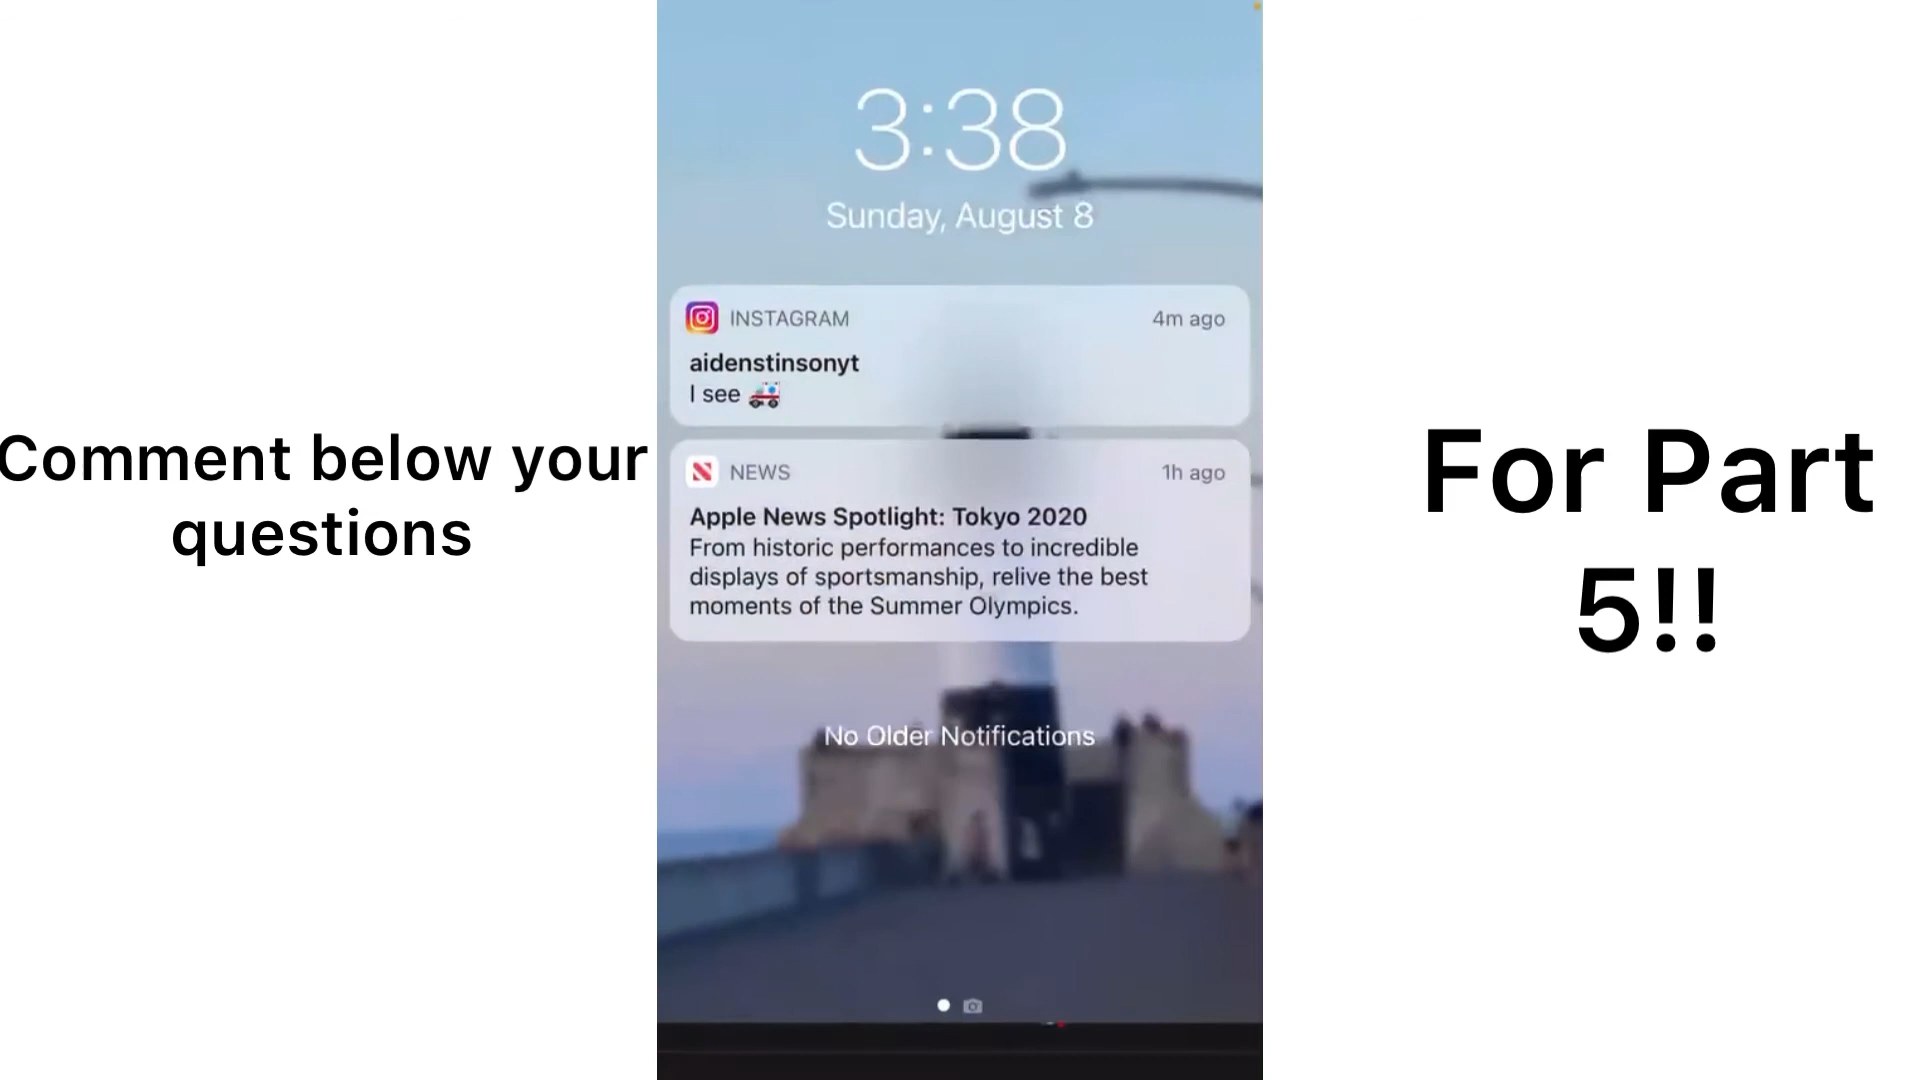 Comment below your
questions
3:38
Sunday, August 8
INSTAGRAM
4m ago
aidenstinsonyt
I see 🚑
NEWS
1h ago
Apple News Spotlight: Tokyo 2020
From historic performances to incredible
displays of sportsmanship, relive the best
moments of the Summer Olympics.
No Older Notifications
For Part
5!!